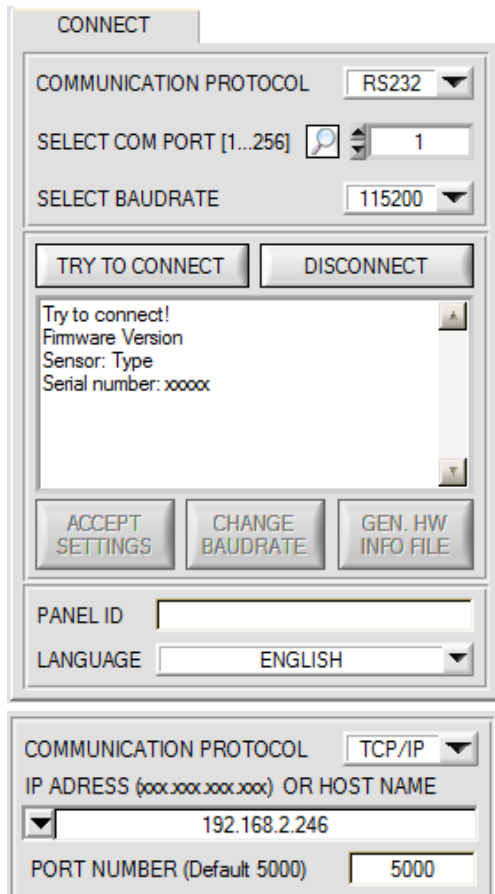 CONNECT
COMMUNICATION PROTOCOL RS232
SELECT COM PORT [1...256] 1
SELECT BAUDRATE 115200
TRY TO CONNECT DISCONNECT
Try to connect!
Firmware Version
Sensor: Type
Serial number: xxxxx
ACCEPT SETTINGS CHANGE BAUDRATE GEN. HW INFO FILE
PANEL ID
LANGUAGE ENGLISH
COMMUNICATION PROTOCOL TCP/IP
IP ADRESS (xxx.xxx.xxx.xxx) OR HOST NAME
192.168.2.246
PORT NUMBER (Default 5000) 5000